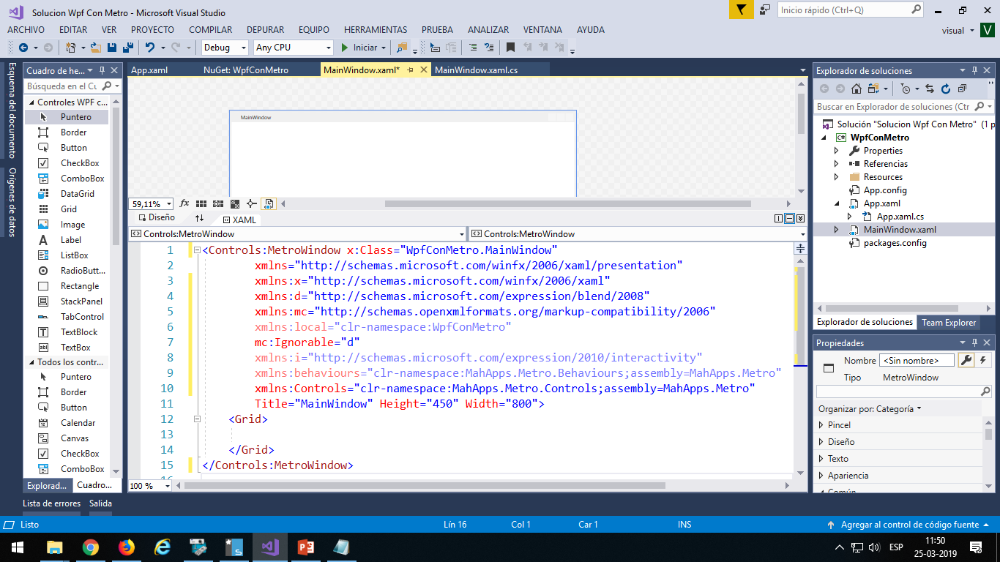 Solucion Wpf Con Metro - Microsoft Visual Studio
Inicio rápido (Ctrl+Q)
ARCHIVO EDITAR VER PROYECTO COMPILAR DEPURAR EQUIPO HERRAMIENTAS PRUEBA ANALIZAR VENTANA AYUDA
visual V
Debug Any CPU Iniciar
Esquema del documento
Orígenes de datos
Cuadro de he...
Búsqueda en el Cu
Controles WPF c...
Puntero
Border
Button
CheckBox
ComboBox
DataGrid
Grid
Image
Label
ListBox
RadioButt...
Rectangle
StackPanel
TabControl
TextBlock
TextBox
Todos los contr...
Puntero
Border
Button
Calendar
Canvas
CheckBox
ComboBox
Explorad... Cuadro...
App.xaml NuGet: WpfConMetro MainWindow.xaml* MainWindow.xaml.cs
MainWindow
59,11% fx
Diseño XAML
Controls:MetroWindow Controls:MetroWindow
1 <Controls:MetroWindow x:Class="WpfConMetro.MainWindow"
2 xmlns="http://schemas.microsoft.com/winfx/2006/xaml/presentation"
3 xmlns:x="http://schemas.microsoft.com/winfx/2006/xaml"
4 xmlns:d="http://schemas.microsoft.com/expression/blend/2008"
5 xmlns:mc="http://schemas.openxmlformats.org/markup-compatibility/2006"
6 xmlns:local="clr-namespace:WpfConMetro"
7 mc:Ignorable="d"
8 xmlns:i="http://schemas.microsoft.com/expression/2010/interactivity"
9 xmlns:behaviours="clr-namespace:MahApps.Metro.Behaviours;assembly=MahApps.Metro"
10 xmlns:Controls="clr-namespace:MahApps.Metro.Controls;assembly=MahApps.Metro"
11 Title="MainWindow" Height="450" Width="800">
12 <Grid>
13
14 </Grid>
15 </Controls:MetroWindow>
16
100 %
Explorador de soluciones
Buscar en Explorador de soluciones (Ctr
Solución "Solucion Wpf Con Metro" (1 p
C# WpfConMetro
Properties
Referencias
Resources
App.config
App.xaml
App.xaml.cs
MainWindow.xaml
packages.config
Explorador de soluciones Team Explorer
Propiedades
Nombre <Sin nombre>
Tipo MetroWindow
Organizar por: Categoría
Pincel
Diseño
Texto
Apariencia
Común
Lista de errores Salida
Listo Lín 16 Col 1 Car 1 INS Agregar al control de código fuente
ESP 11:50
25-03-2019